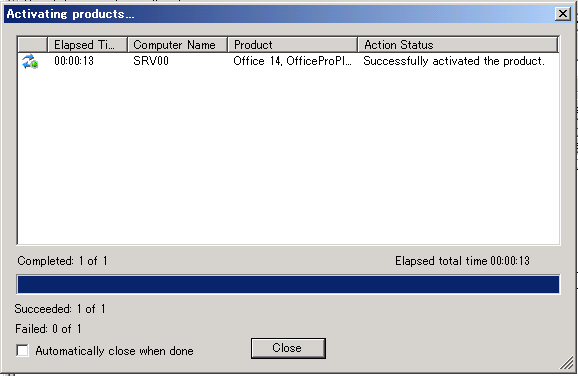 Activating products...
Elapsed Ti... Computer Name Product Action Status
00:00:13 SRV00 Office 14, OfficeProPl... Successfully activated the product.
Completed: 1 of 1 Elapsed total time 00:00:13
Succeeded: 1 of 1
Failed: 0 of 1
Automatically close when done Close